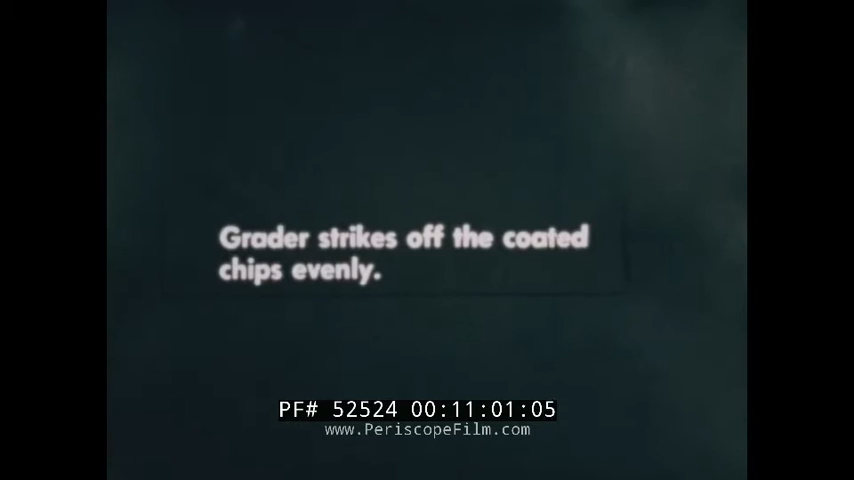 Grader strikes off the coated
chips evenly.
PF# 52524 00:11:01:05
www.PeriscopeFilm.com